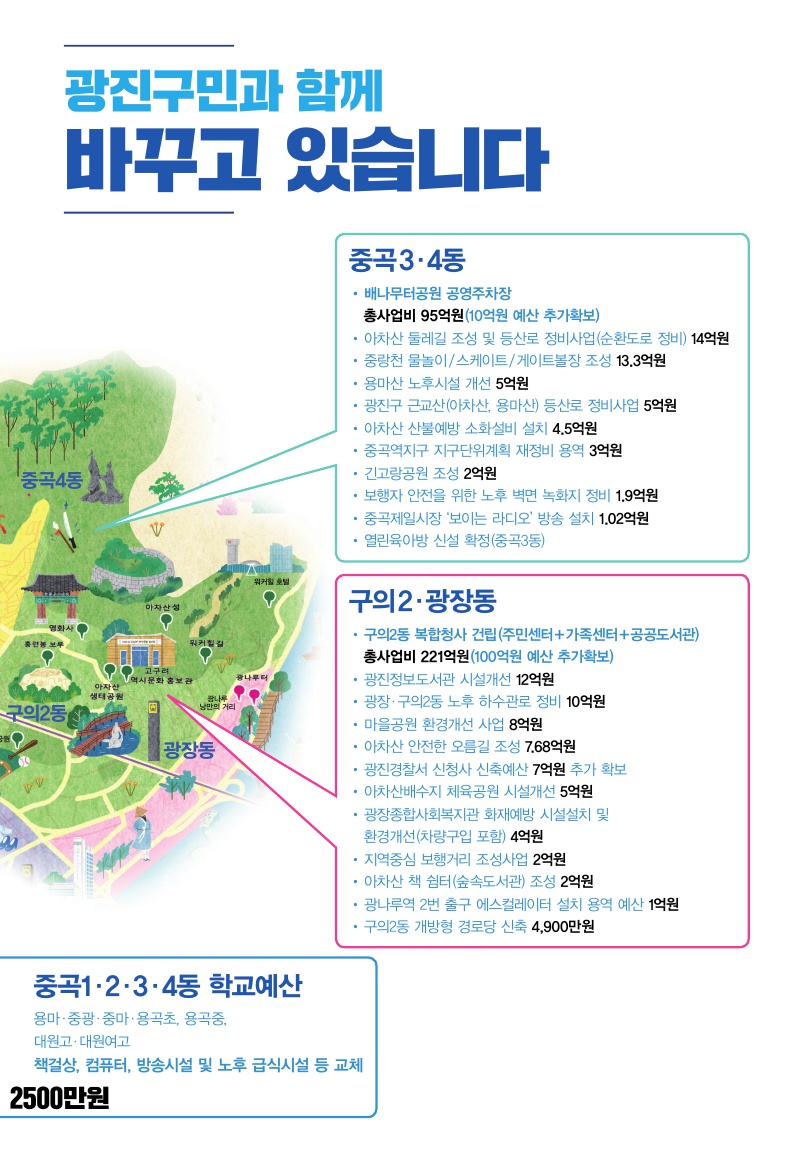 광진구민과 함께
바꾸고 있습니다
중곡 3·4동
• 배나무터공원 공영주차장
총사업비 95억원(10억원 예산 추가확보)
• 아차산 둘레길 조성 및 등산로 정비사업(순환도로 정비) 14억원
• 중랑천 물놀이/스케이트/게이트볼장 조성 13.3억원
• 용마산 노후시설 개선 5억원
• 광진구 근교산(아차산, 용마산) 등산로 정비사업 5억원
• 아차산 산불예방 소화설비 설치 4.5억원
• 중곡역지구 지구단위계획 재정비 용역 3억원
• 긴고랑공원 조성 2억원
• 보행자 안전을 위한 노후 벽면 녹화지 정비 1.9억원
• 중곡제일시장 '보이는 라디오' 방송 설치 1.02억원
• 열린육아방 신설 확정(중곡3동)
중곡4동
워커힐 호텔
아차산성
영화사
홍련봉 보루
워커힐길
고구려
역사문화 홍보관
아차산
생태공원
광나루터
광나루
낭만의 거리
구의2동
광장동
공원
구의2·광장동
• 구의2동 복합청사 건립(주민센터+가족센터+공공도서관)
총사업비 221억원(100억원 예산 추가확보)
• 광진정보도서관 시설개선 12억원
• 광장·구의2동 노후 하수관로 정비 10억원
• 마을공원 환경개선 사업 8억원
• 아차산 안전한 오름길 조성 7.68억원
• 광진경찰서 신청사 신축예산 7억원 추가 확보
• 아차산배수지 체육공원 시설개선 5억원
• 광장종합사회복지관 화재예방 시설설치 및
환경개선(차량구입 포함) 4억원
• 지역중심 보행거리 조성사업 2억원
• 아차산 책 쉼터(숲속도서관) 조성 2억원
• 광나루역 2번 출구 에스컬레이터 설치 용역 예산 1억원
• 구의2동 개방형 경로당 신축 4,900만원
중곡1·2·3·4동 학교예산
용마·중광·중마·용곡초, 용곡중,
대원고·대원여고
책걸상, 컴퓨터, 방송시설 및 노후 급식시설 등 교체
2500만원